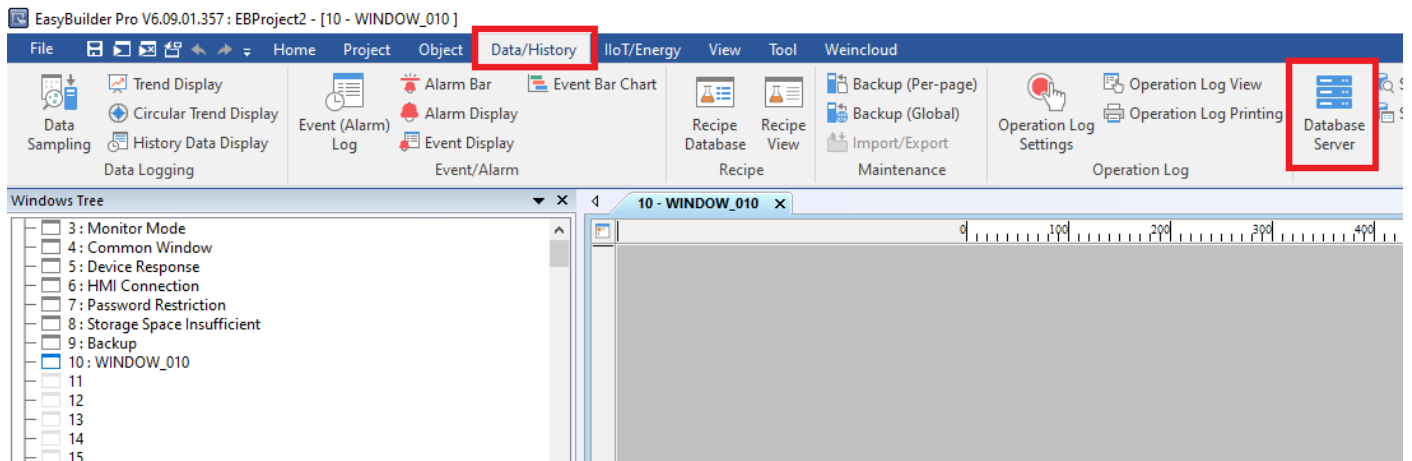 EasyBuilder Pro V6.09.01.357 : EBProject2 - [10 - WINDOW_010 ]
File Home Project Object Data/History IIoT/Energy View Tool Weincloud
Data Sampling
Trend Display
Circular Trend Display
History Data Display
Data Logging
Event (Alarm) Log
Alarm Bar
Alarm Display
Event Display
Event Bar Chart
Event/Alarm
Recipe Database
Recipe View
Recipe
Backup (Per-page)
Backup (Global)
Import/Export
Maintenance
Operation Log Settings
Operation Log View
Operation Log Printing
Operation Log
Database Server
S
S
Windows Tree
3 : Monitor Mode
4 : Common Window
5 : Device Response
6 : HMI Connection
7 : Password Restriction
8 : Storage Space Insufficient
9 : Backup
10 : WINDOW_010
11
12
13
14
15
10 - WINDOW_010
0 100 200 300 400